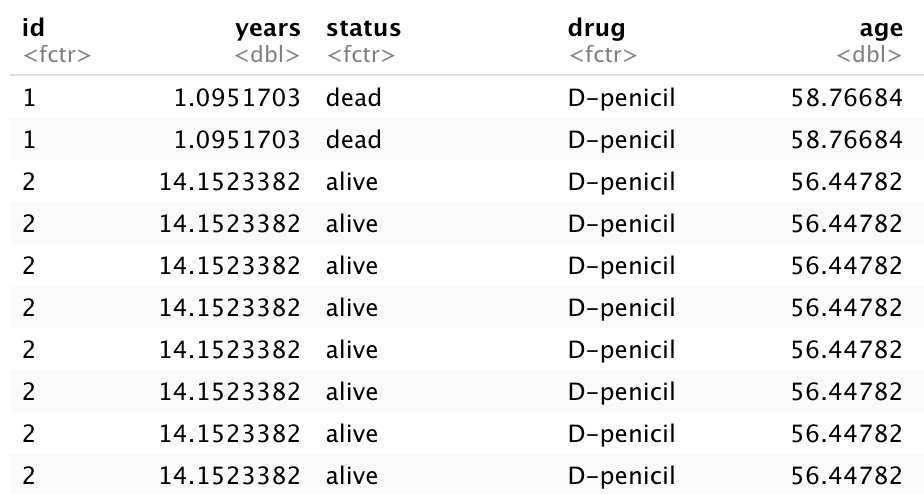 id years status drug age
<fctr> <dbl> <fctr> <fctr> <dbl>
1 1.0951703 dead D-penicil 58.76684
1 1.0951703 dead D-penicil 58.76684
2 14.1523382 alive D-penicil 56.44782
2 14.1523382 alive D-penicil 56.44782
2 14.1523382 alive D-penicil 56.44782
2 14.1523382 alive D-penicil 56.44782
2 14.1523382 alive D-penicil 56.44782
2 14.1523382 alive D-penicil 56.44782
2 14.1523382 alive D-penicil 56.44782
2 14.1523382 alive D-penicil 56.44782